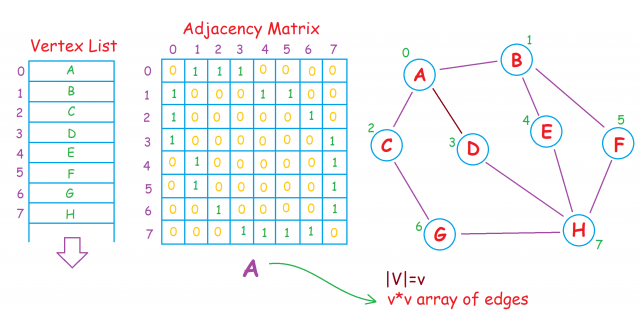 Vertex List
0 A
1 B
2 C
3 D
4 E
5 F
6 G
7 H
Adjacency Matrix
0 1 2 3 4 5 6 7
0 0 1 1 1 0 0 0 0
1 1 0 0 0 1 1 0 0
2 1 0 0 0 0 0 1 0
3 1 0 0 0 0 0 0 1
4 0 1 0 0 0 0 0 1
5 0 1 0 0 0 0 0 1
6 0 0 1 0 0 0 0 1
7 0 0 0 1 1 1 1 0
A
0 A
1 B
2 C
3 D
4 E
5 F
6 G
H 7
|V|=v
v*v array of edges